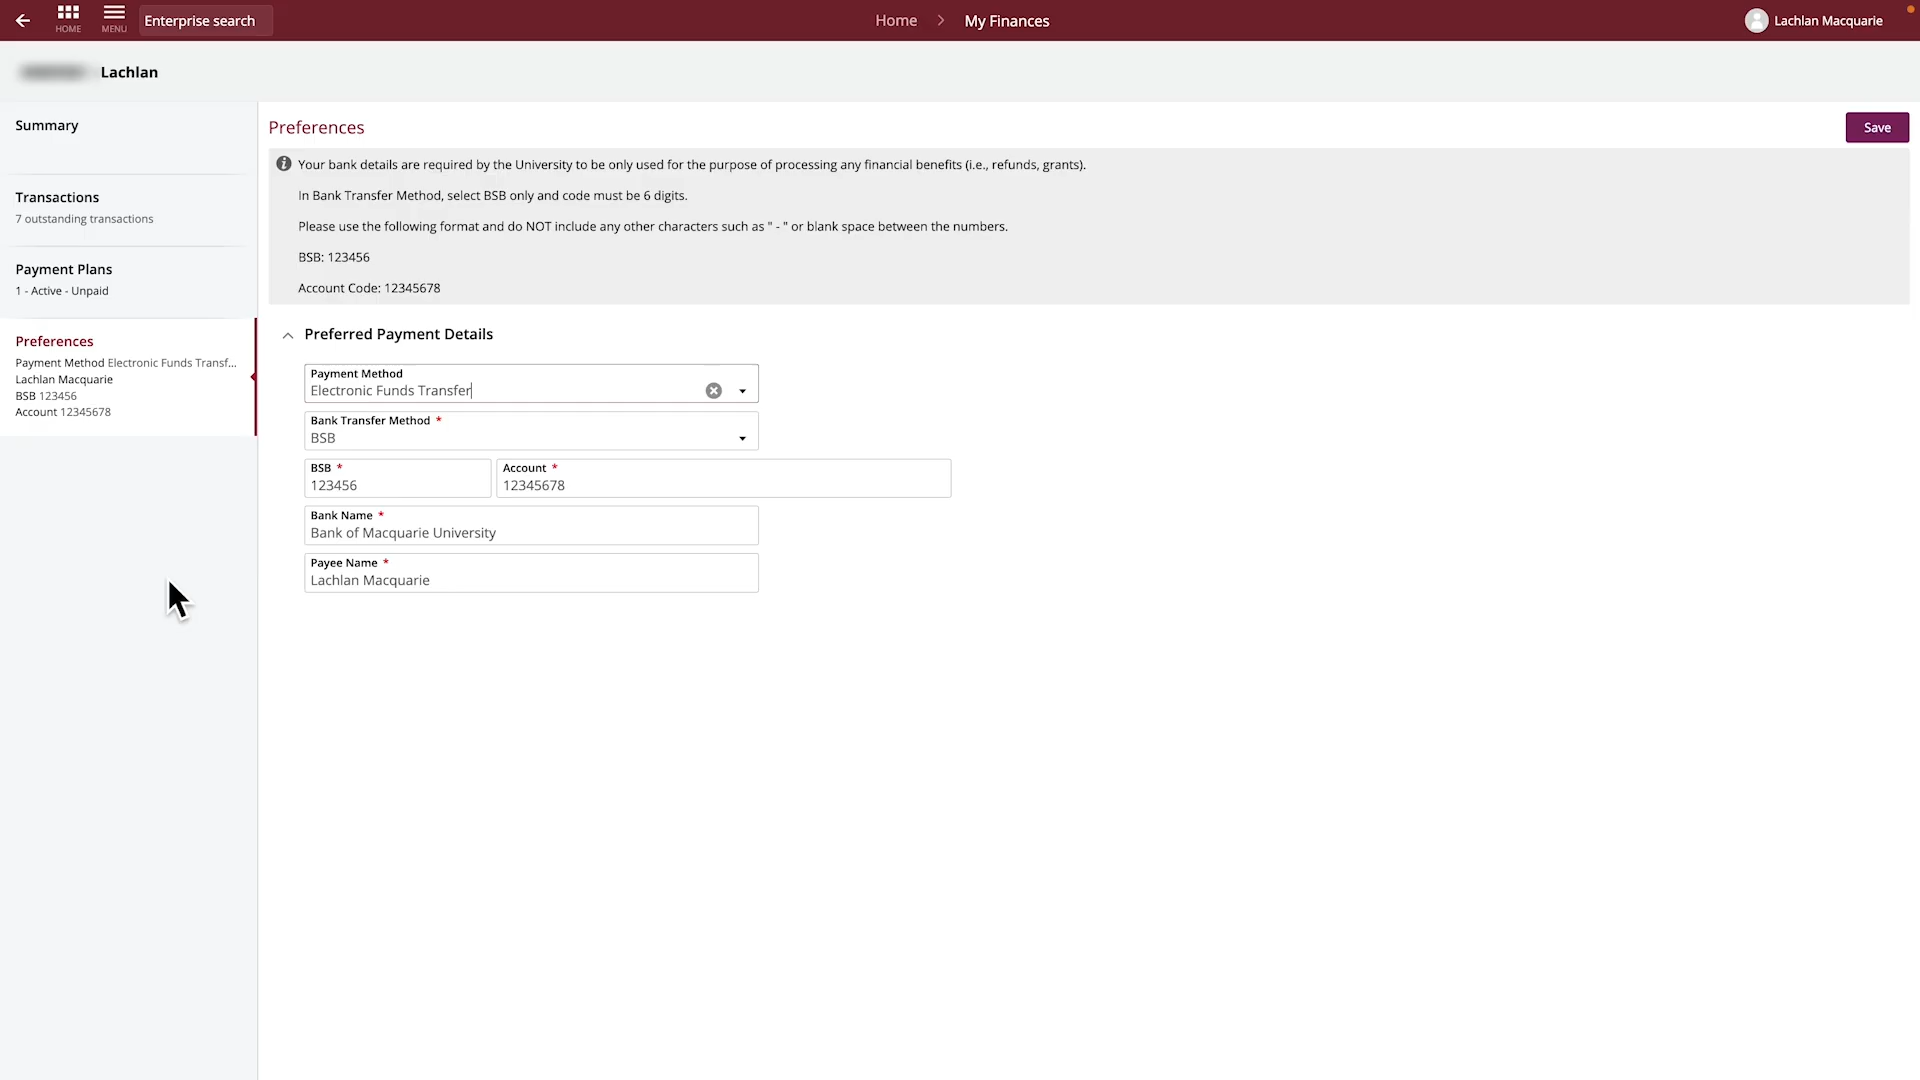 HOME
MENU
Enterprise search
Home > My Finances
Lachlan Macquarie
Lachlan
Summary
Transactions
7 outstanding transactions
Payment Plans
1 - Active - Unpaid
Preferences
Payment Method Electronic Funds Transf...
Lachlan Macquarie
BSB 123456
Account 12345678
Preferences
Save
Your bank details are required by the University to be only used for the purpose of processing any financial benefits (i.e., refunds, grants).
In Bank Transfer Method, select BSB only and code must be 6 digits.
Please use the following format and do NOT include any other characters such as " - " or blank space between the numbers.
BSB: 123456
Account Code: 12345678
Preferred Payment Details
Payment Method
Electronic Funds Transfer
Bank Transfer Method *
BSB
BSB *
123456
Account *
12345678
Bank Name *
Bank of Macquarie University
Payee Name *
Lachlan Macquarie